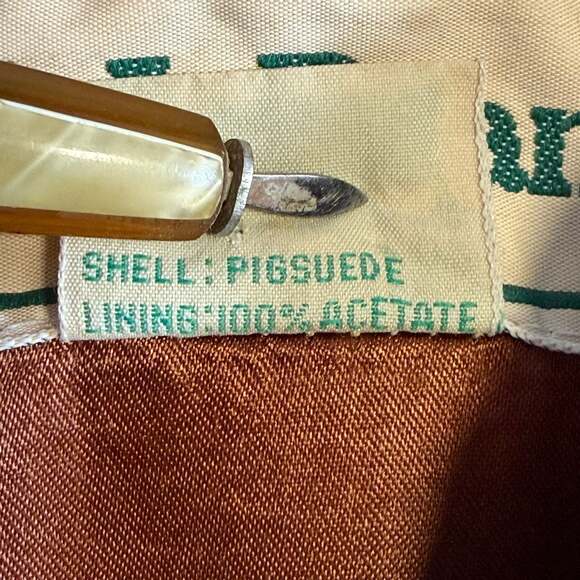 SHELL: PIGSUEDE
LINING: 100% ACETATE